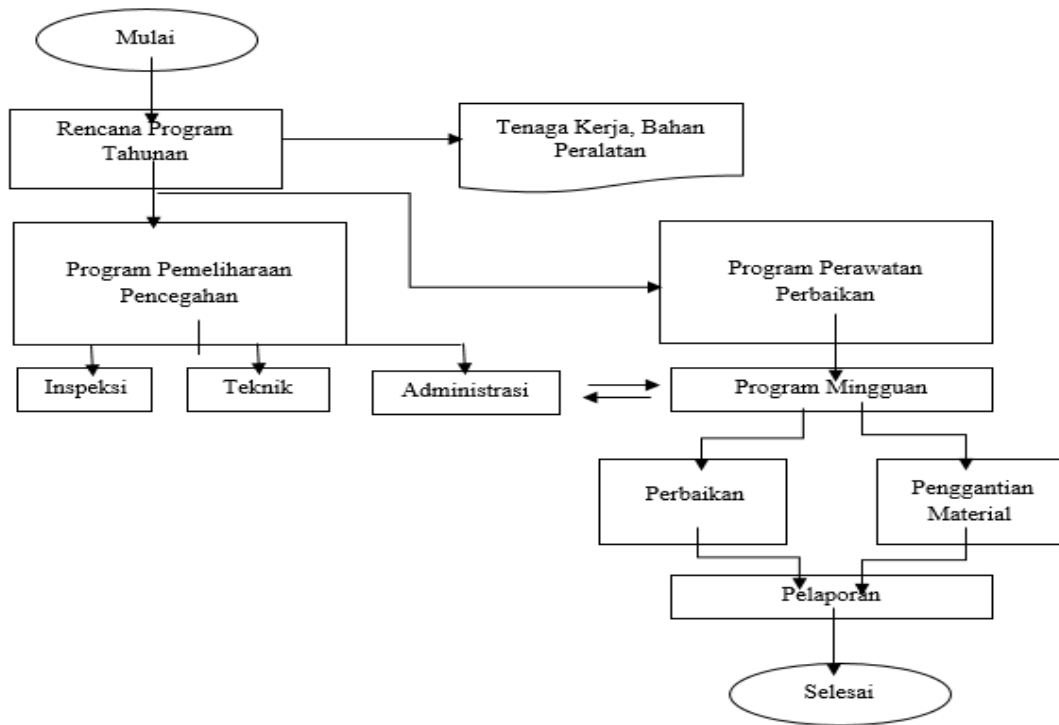 Mulai
Rencana Program
Tahunan
Tenaga Kerja, Bahan
Peralatan
Program Pemeliharaan
Pencegahan
Program Perawatan
Perbaikan
Inspeksi
Teknik
Administrasi
Program Mingguan
Perbaikan
Penggantian
Material
Pelaporan
Selesai